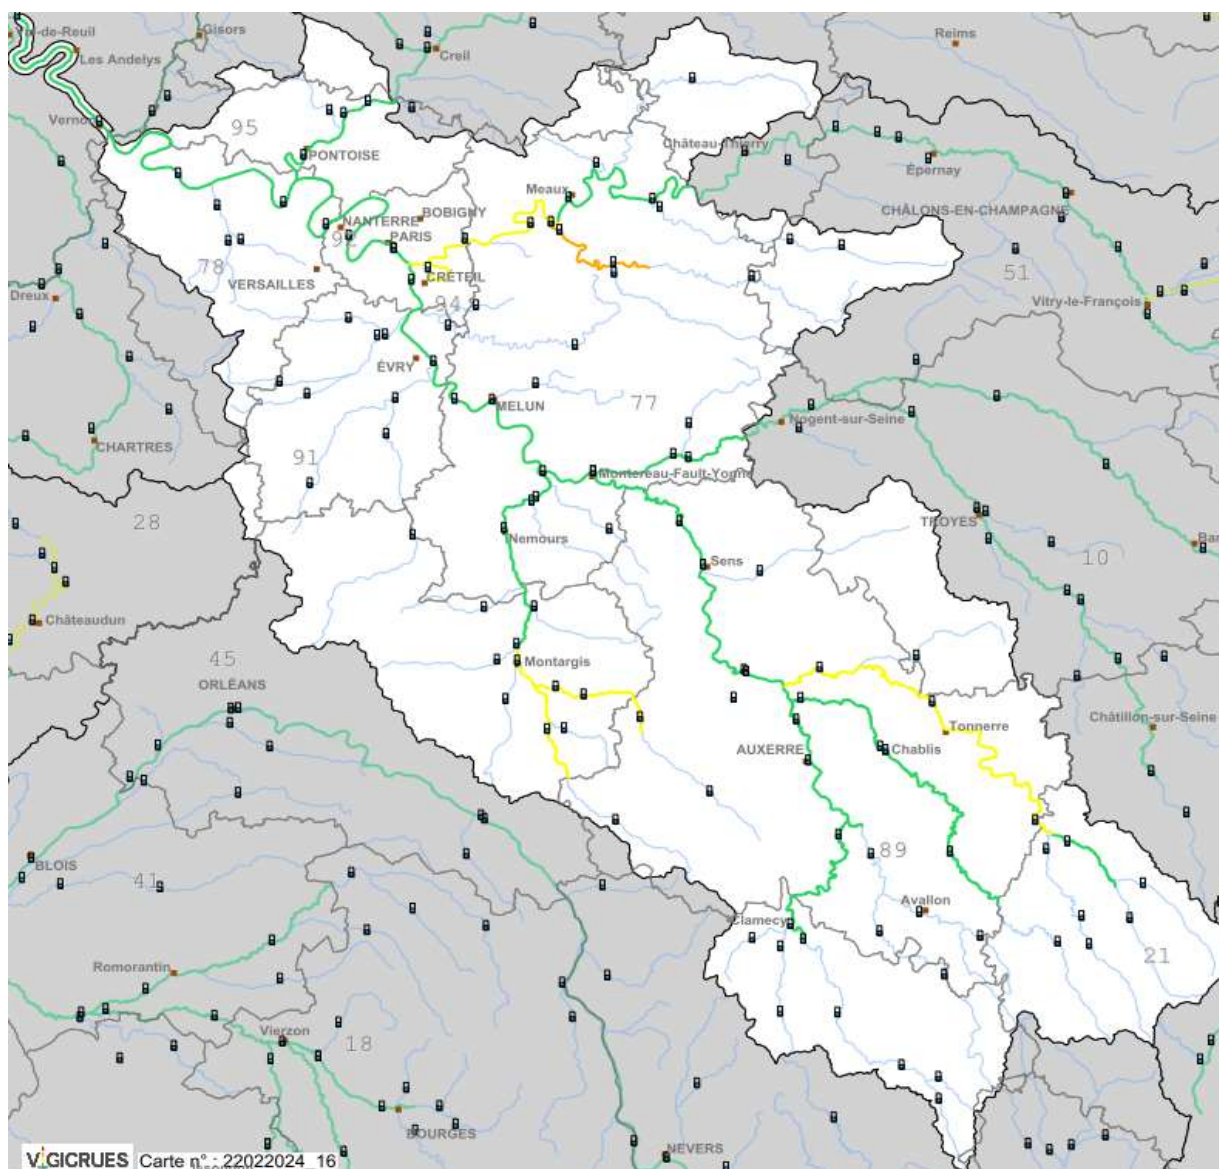 Gisors
Reims
Les Andelys
Creil
Vernon
95
Château-Thierry
PONTOISE
Épernay
Meaux
CHÂLONS-EN-CHAMPAGNE
BOBIGNY
NANTERRE
92
PARIS
78
51
VERSAILLES
CRÉTEIL
Dreux
94
Vitry-le-François
ÉVRY
MELUN
77
Nogent-sur-Seine
CHARTRES
91
Montereau-Fault-Yonne
28
TROYES
Nemours
Bar
10
Sens
Châteaudun
45
Montargis
ORLÉANS
Châtillon-sur-Seine
Tonnerre
AUXERRE
Chablis
89
BLOIS
41
Avallon
Clamecy
21
Romorantin
Vierzon
18
BOURGES
NEVERS
VIGICRUES Carte n° : 22022024_16